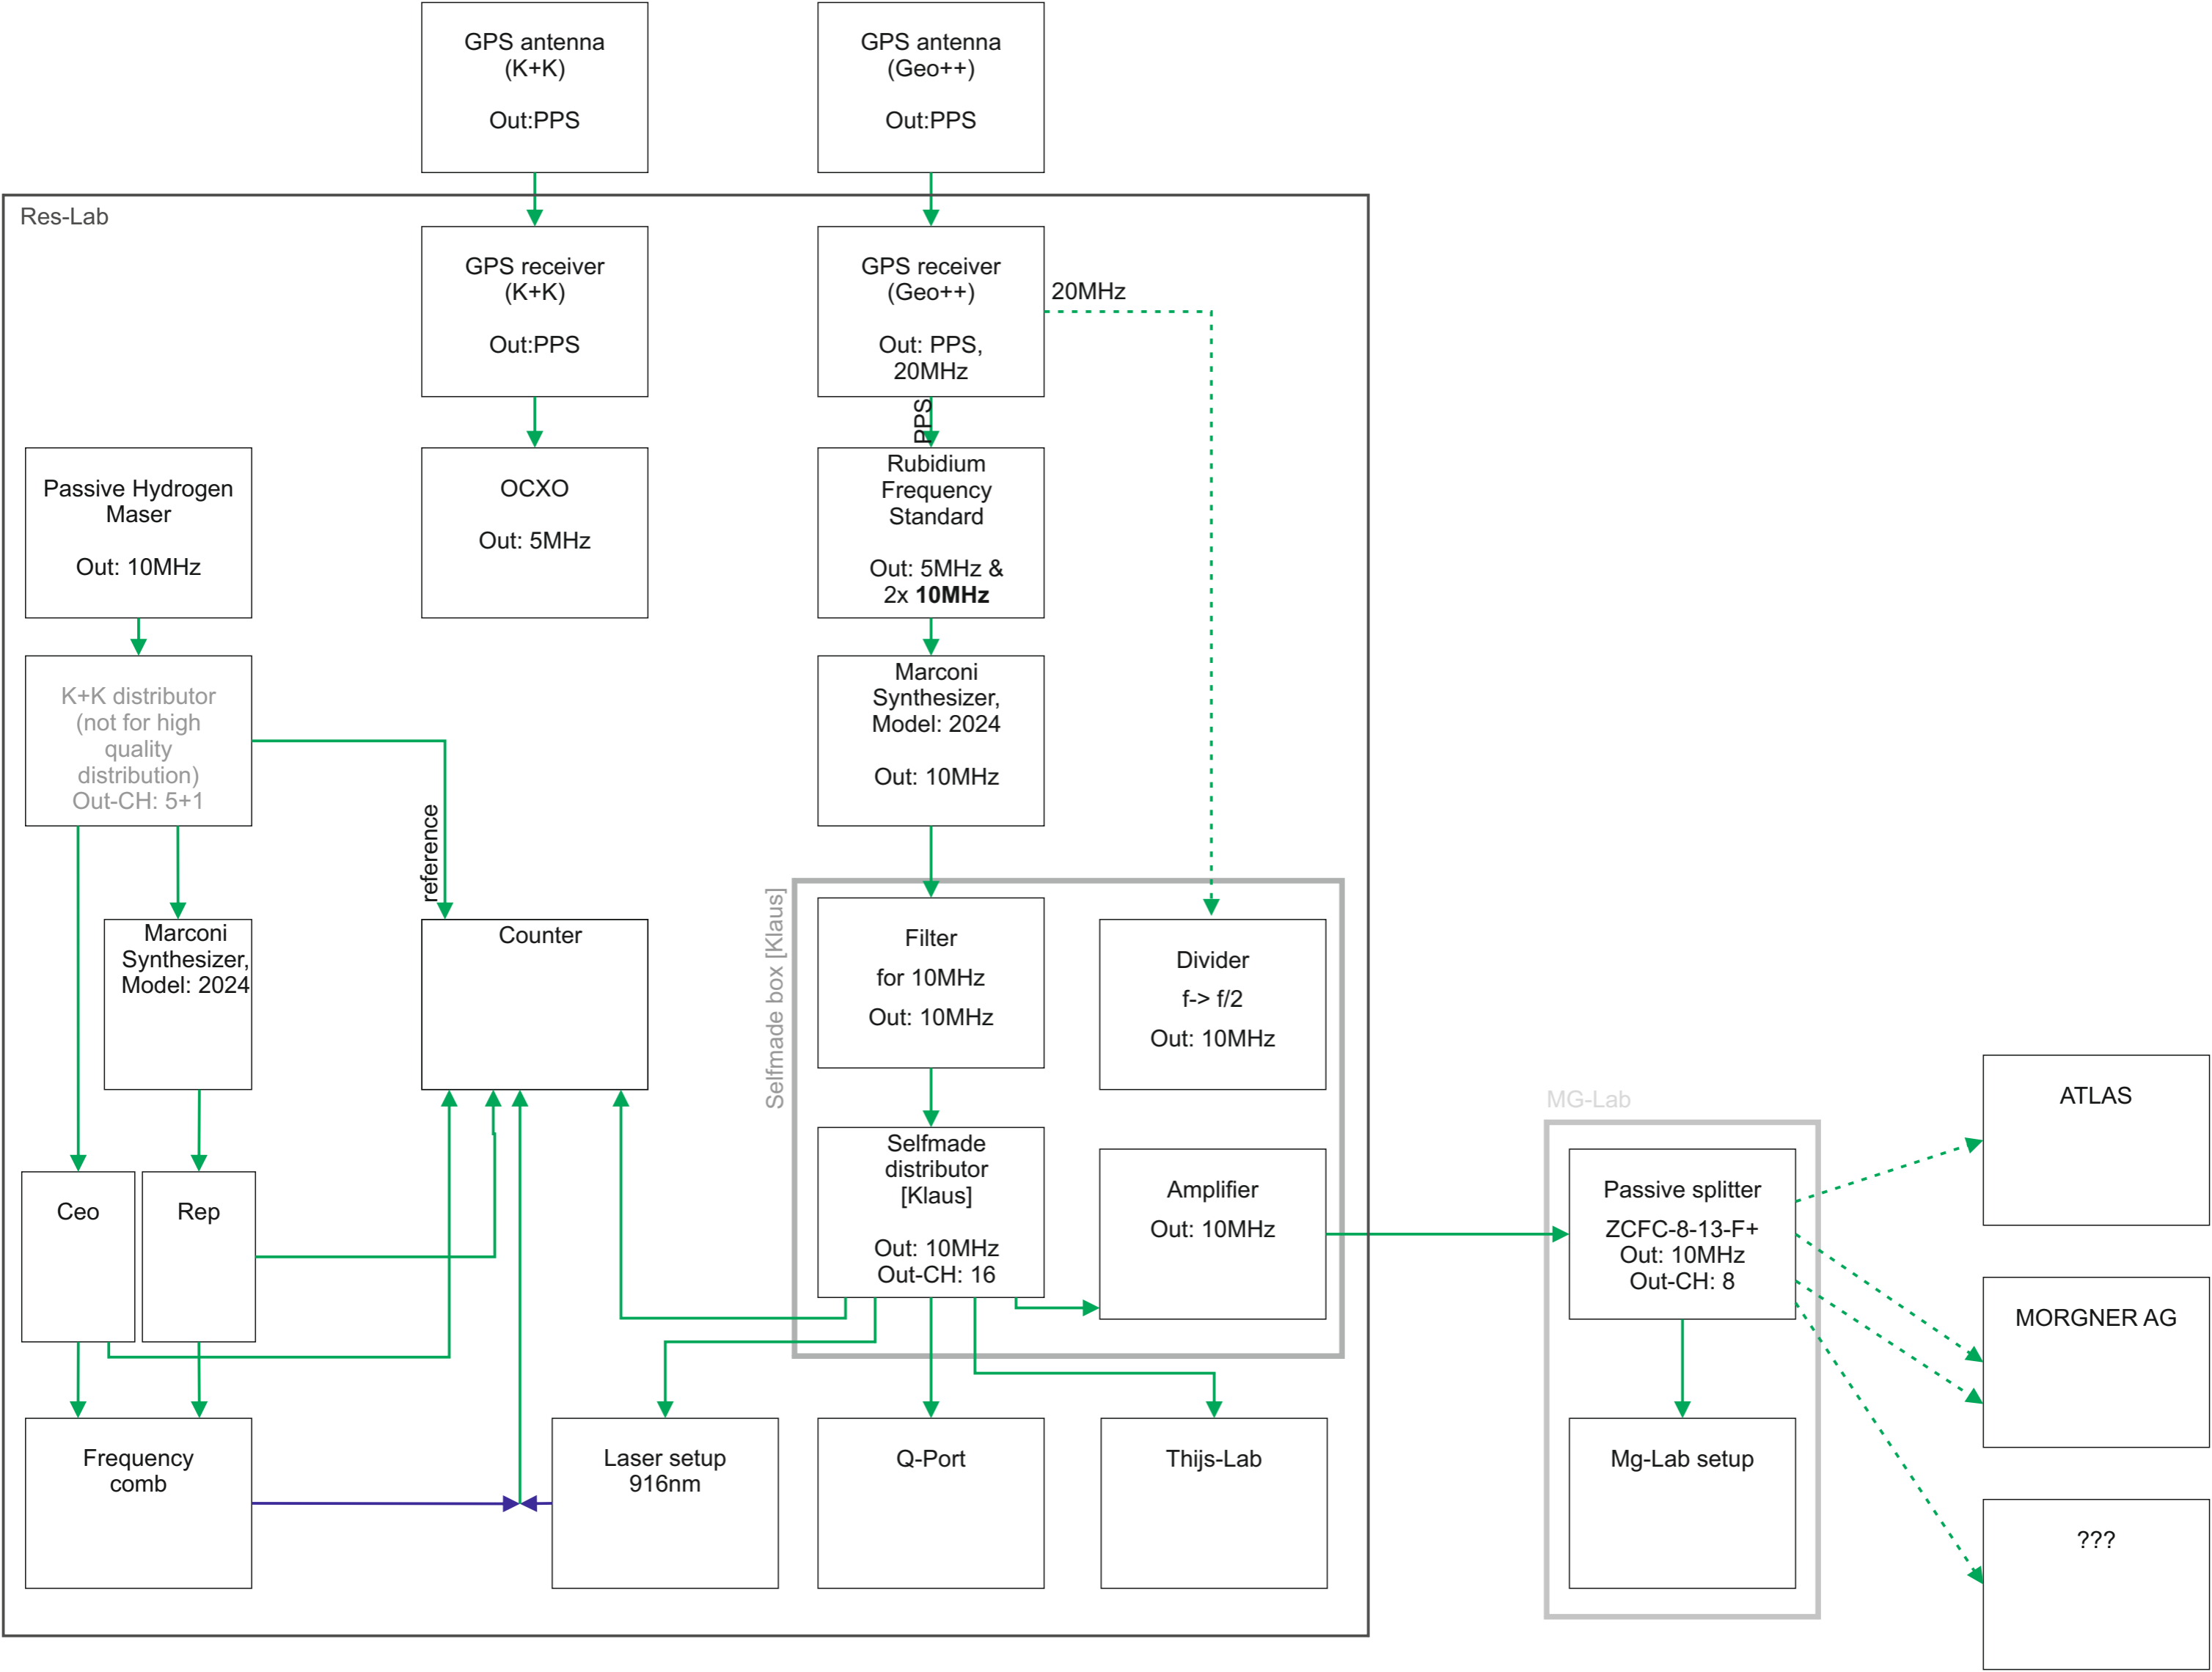 GPS antenna
(K+K)
Out:PPS
GPS antenna
(Geo++)
Out:PPS
Res-Lab
GPS receiver
(K+K)
Out:PPS
GPS receiver
(Geo++)
Out: PPS,
20MHz
20MHz
PPS
Passive Hydrogen
Maser
Out: 10MHz
OCXO
Out: 5MHz
Rubidium
Frequency
Standard
Out: 5MHz &
2x 10MHz
K+K distributor
(not for high
quality
distribution)
Out-CH: 5+1
Marconi
Synthesizer,
Model: 2024
Out: 10MHz
reference
Marconi
Synthesizer,
Model: 2024
Counter
Selfmade box [Klaus]
Filter
for 10MHz
Out: 10MHz
Divider
f-> f/2
Out: 10MHz
Ceo
Rep
Selfmade
distributor
[Klaus]
Out: 10MHz
Out-CH: 16
Amplifier
Out: 10MHz
MG-Lab
Passive splitter
ZCFC-8-13-F+
Out: 10MHz
Out-CH: 8
ATLAS
MORGNER AG
Frequency
comb
Laser setup
916nm
Q-Port
Thijs-Lab
Mg-Lab setup
???